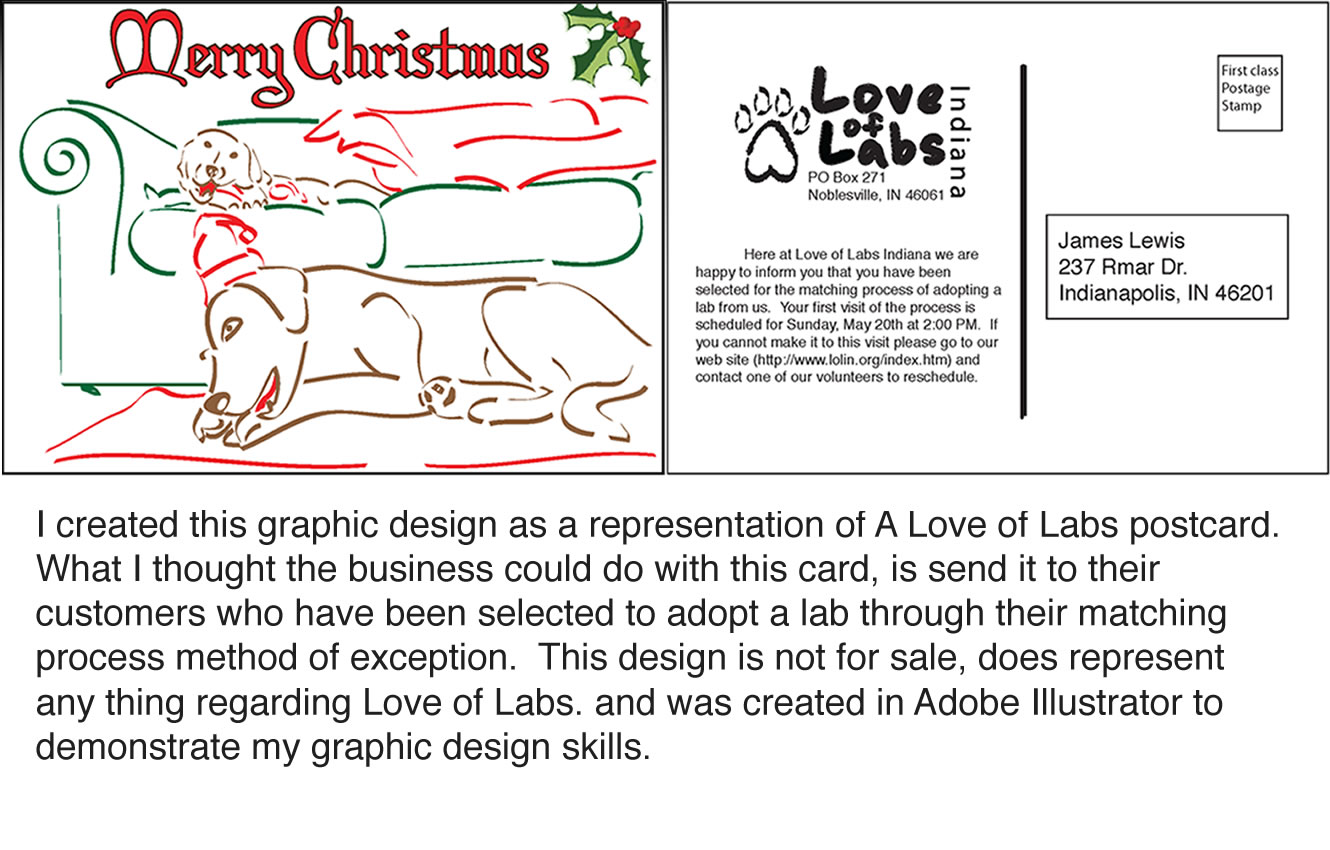 Merry Christmas
Love
of
Labs
Indiana
PO Box 271
Noblesville, IN 46061
Here at Love of Labs Indiana we are
happy to inform you that you have been
selected for the matching process of adopting a
lab from us.  Your first visit of the process is
scheduled for Sunday, May 20th at 2:00 PM.  If
you cannot make it to this visit please go to our
web site (http://www.lolin.org/index.htm) and
contact one of our volunteers to reschedule.
First class
Postage
Stamp
James Lewis
237 Rmar Dr.
Indianapolis, IN 46201
I created this graphic design as a representation of A Love of Labs postcard.
What I thought the business could do with this card, is send it to their
customers who have been selected to adopt a lab through their matching
process method of exception.  This design is not for sale, does represent
any thing regarding Love of Labs. and was created in Adobe Illustrator to
demonstrate my graphic design skills.